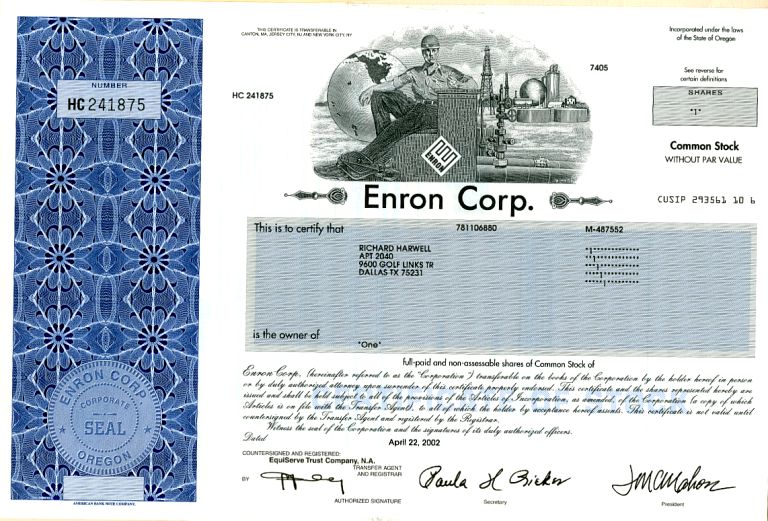 THIS CERTIFICATE IS TRANSFERABLE IN
CANTON, MA, JERSEY CITY, NJ AND NEW YORK CITY, NY
Incorporated under the laws
of the State of Oregon
7405
See reverse for
certain definitions
NUMBER
HC 241875
HC 241875
SHARES
"1"
ENRON
Common Stock
WITHOUT PAR VALUE
Enron Corp.
CUSIP 293561 10 6
This is to certify that
781106880
M-487552
RICHARD HARWELL
APT 2040
9600 GOLF LINKS TR
DALLAS TX 75231
is the owner of
"One"
full-paid and non-assessable shares of Common Stock of
Enron Corp. (hereinafter referred to as the "Corporation") transferable on the books of the Corporation by the holder hereof in person
or by duly authorized attorney upon surrender of this certificate properly endorsed. This certificate and the shares represented hereby are
issued and shall be held subject to all of the provisions of the Articles of Incorporation, as amended, of the Corporation (a copy of which
Articles is on file with the Transfer Agent), to all of which the holder by acceptance hereof assents. This certificate is not valid until
countersigned by the Transfer Agent and registered by the Registrar.
Witness the seal of the Corporation and the signatures of its duly authorized officers.
Dated
April 22, 2002
ENRON CORP
CORPORATE
SEAL
OREGON
COUNTERSIGNED AND REGISTERED:
EquiServe Trust Company, N.A.
TRANSFER AGENT
AND REGISTRAR
BY
AUTHORIZED SIGNATURE
Secretary
President
AMERICAN BANK NOTE COMPANY.